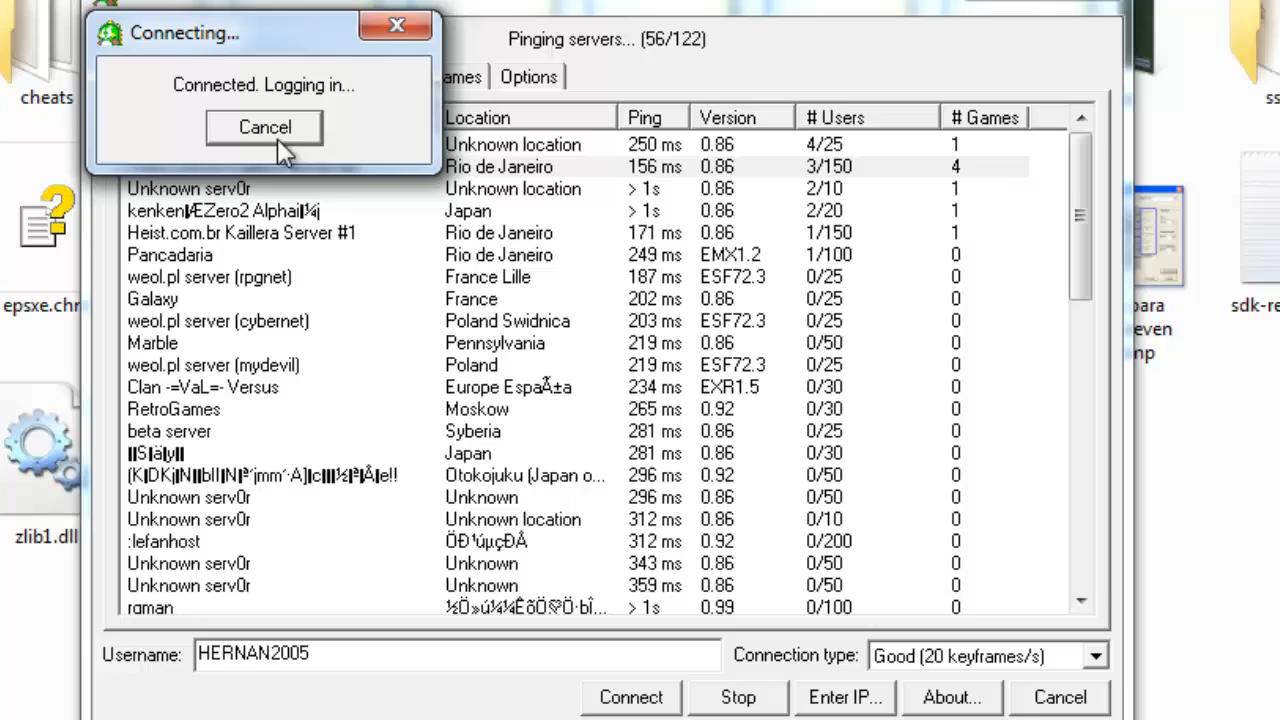 Connecting...
Connected. Logging in...
Cancel
Pinging servers... (56/122)
ames
Options
Location Ping Version # Users # Games
Unknown location 250 ms 0.86 4/25 1
Rio de Janeiro 156 ms 0.86 3/150 4
Unknown serv0r Unknown location > 1s 0.86 2/10 1
Japan > 1s 0.86 2/20 1
Heist.com.br Kaillera Server #1 Rio de Janeiro 171 ms 0.86 1/150 1
Pancadaria Rio de Janeiro 249 ms EMX1.2 1/100 0
weol.pl server (rpgnet) France Lille 187 ms ESF72.3 0/25 0
Galaxy France 202 ms 0.86 0/25 0
weol.pl server (cybernet) Poland Swidnica 203 ms ESF72.3 0/25 0
Marble Pennsylvania 219 ms 0.86 0/50 0
weol.pl server (mydevil) Poland 219 ms ESF72.3 0/25 0
Clan -=VaL=- Versus Europe EspaÃ±a 234 ms EXR1.5 0/30 0
RetroGames Moskow 265 ms 0.92 0/30 0
beta server Syberia 281 ms 0.86 0/25 0
Japan 281 ms 0.86 0/30 0
Otokojuku (Japan o... 296 ms 0.92 0/50 0
Unknown serv0r Unknown 296 ms 0.86 0/50 0
Unknown serv0r Unknown location 312 ms 0.86 0/10 0
:lefanhost 312 ms 0.92 0/200 0
Unknown serv0r Unknown 343 ms 0.86 0/50 0
Unknown serv0r Unknown 359 ms 0.86 0/50 0
rgman > 1s 0.99 0/100 0
Username: HERNAN2005 Connection type: Good (20 keyframes/s)
Connect Stop Enter IP... About... Cancel
cheats
epsxe.chr
zlib1.dll
para
even
mp
ss
sdk-re